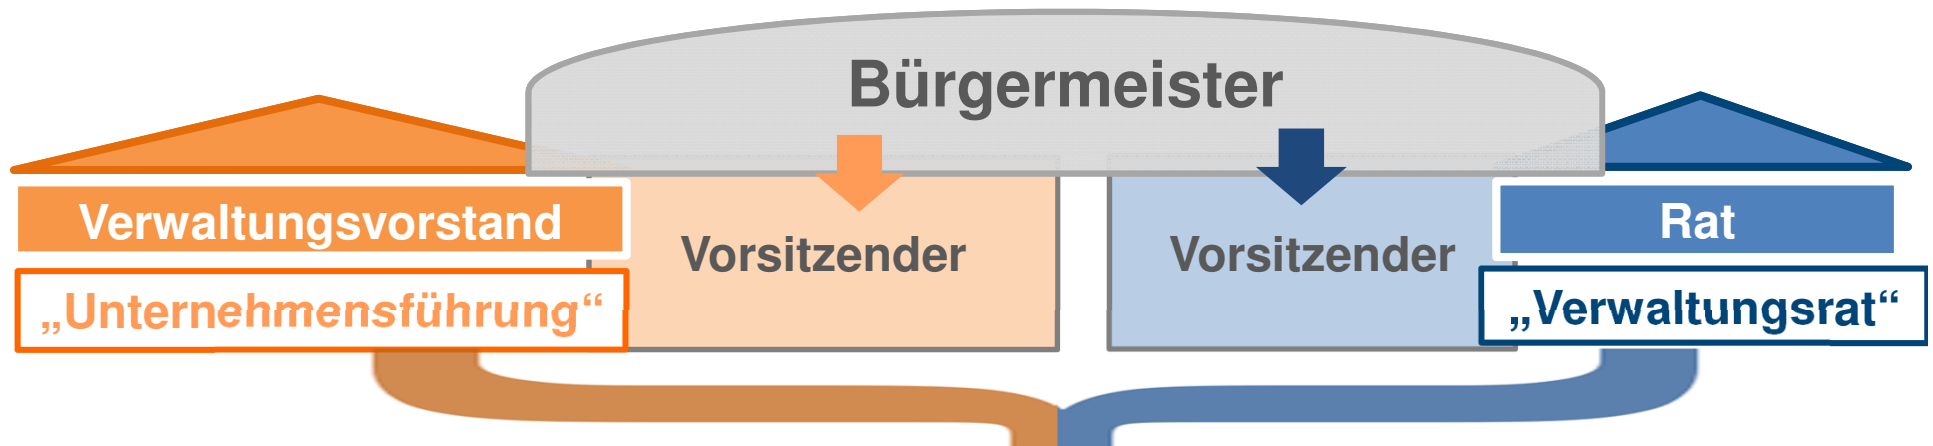 Bürgermeister
Verwaltungsvorstand
„Unternehmensführung“
Vorsitzender
Vorsitzender
Rat
„Verwaltungsrat“